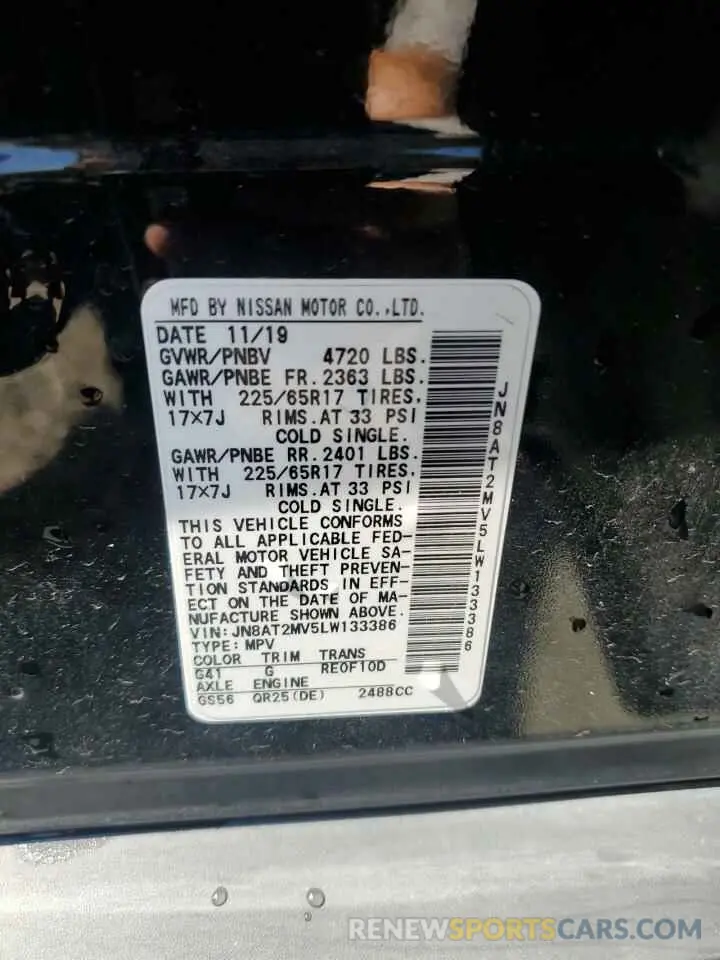 MFD BY NISSAN MOTOR CO.,LTD.
DATE 11/19
GVWR/PNBV 4720 LBS.
GAWR/PNBE FR. 2363 LBS.
WITH 225/65R17 TIRES.
17×7J RIMS.AT 33 PSI
COLD SINGLE.
GAWR/PNBE RR. 2401 LBS.
WITH 225/65R17 TIRES.
17×7J RIMS.AT 33 PSI
COLD SINGLE.
THIS VEHICLE CONFORMS
TO ALL APPLICABLE FED-
ERAL MOTOR VEHICLE SA-
FETY AND THEFT PREVEN-
TION STANDARDS IN EFF-
ECT ON THE DATE OF MA-
NUFACTURE SHOWN ABOVE.
VIN: JN8AT2MV5LW133386
TYPE: MPV
COLOR TRIM TRANS
G41 G RE0F10D
AXLE ENGINE
GS56 QR25(DE) 2488CC
JN8AT2MV5LW133386
RENEWSPORTSCARS.COM